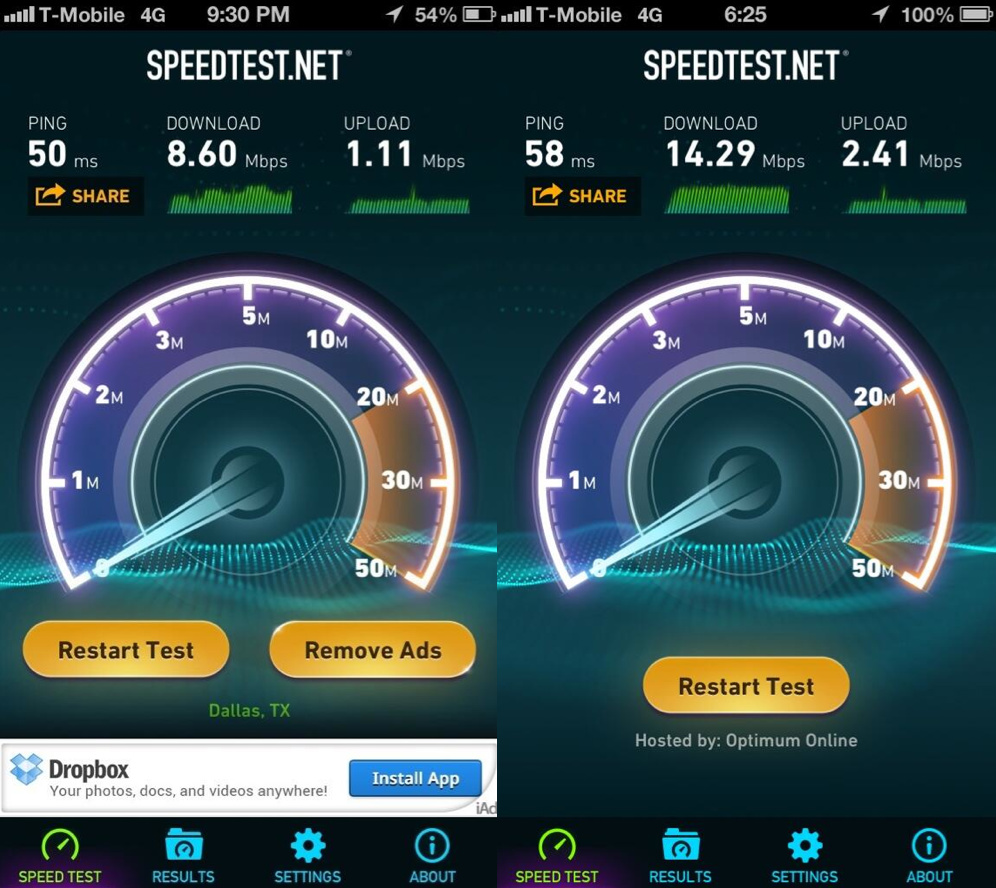 T-Mobile 4G 9:30 PM 54%
SPEEDTEST.NET®
PING DOWNLOAD UPLOAD
50 ms 8.60 Mbps 1.11 Mbps
SHARE
5M
3M 10M
2M 20M
1M 30M
0 50M
Restart Test Remove Ads
Dallas, TX
Dropbox
Your photos, docs, and videos anywhere!
Install App
iAd
SPEED TEST RESULTS SETTINGS ABOUT
T-Mobile 4G 6:25 100%
SPEEDTEST.NET®
PING DOWNLOAD UPLOAD
58 ms 14.29 Mbps 2.41 Mbps
SHARE
5M
3M 10M
2M 20M
1M 30M
0 50M
Restart Test
Hosted by: Optimum Online
SPEED TEST RESULTS SETTINGS ABOUT